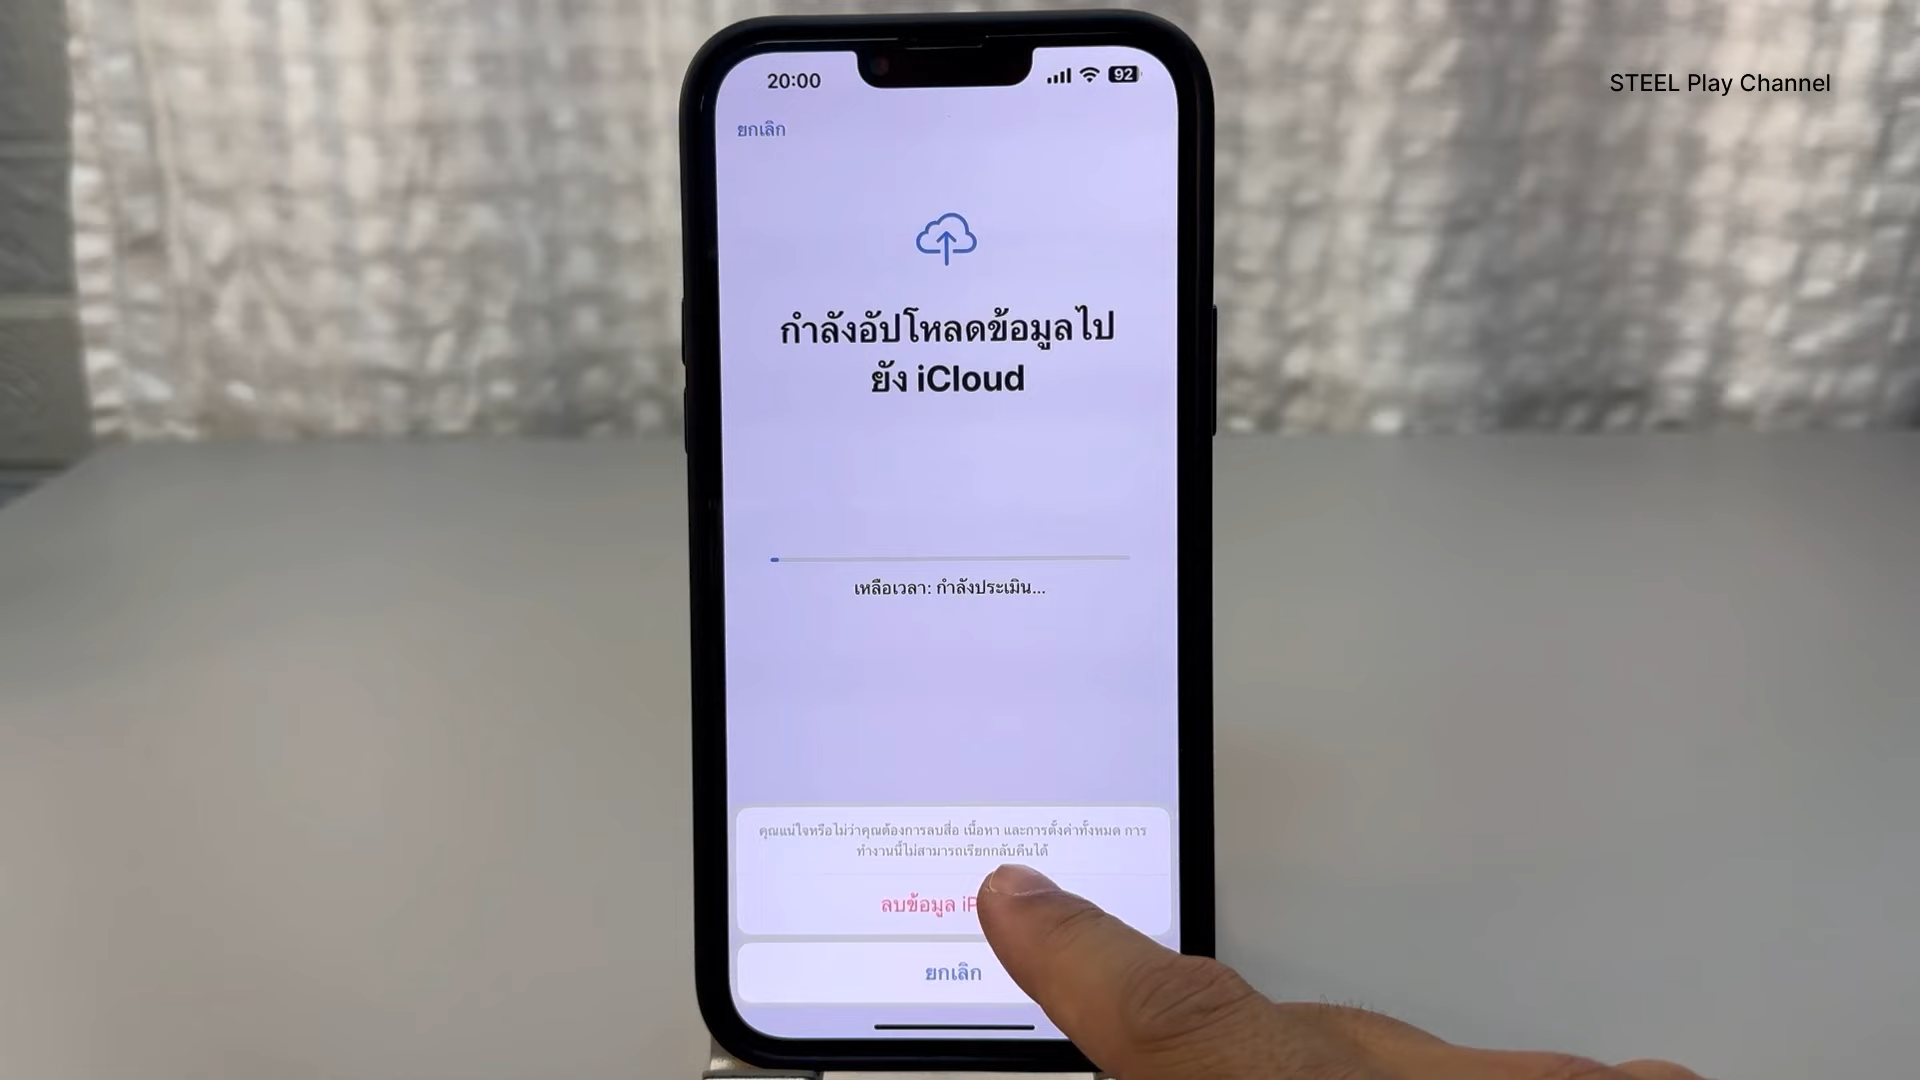 STEEL Play Channel
20:00
92
ยกเลิก
กำลังอัปโหลดข้อมูลไป
ยัง iCloud
เหลือเวลา: กำลังประเมิน...
คุณแน่ใจหรือไม่ว่าคุณต้องการลบสื่อ เนื้อหา และการตั้งค่าทั้งหมด การ
ทำงานนี้ไม่สามารถเรียกกลับคืนได้
ลบข้อมูล
ยกเลิก